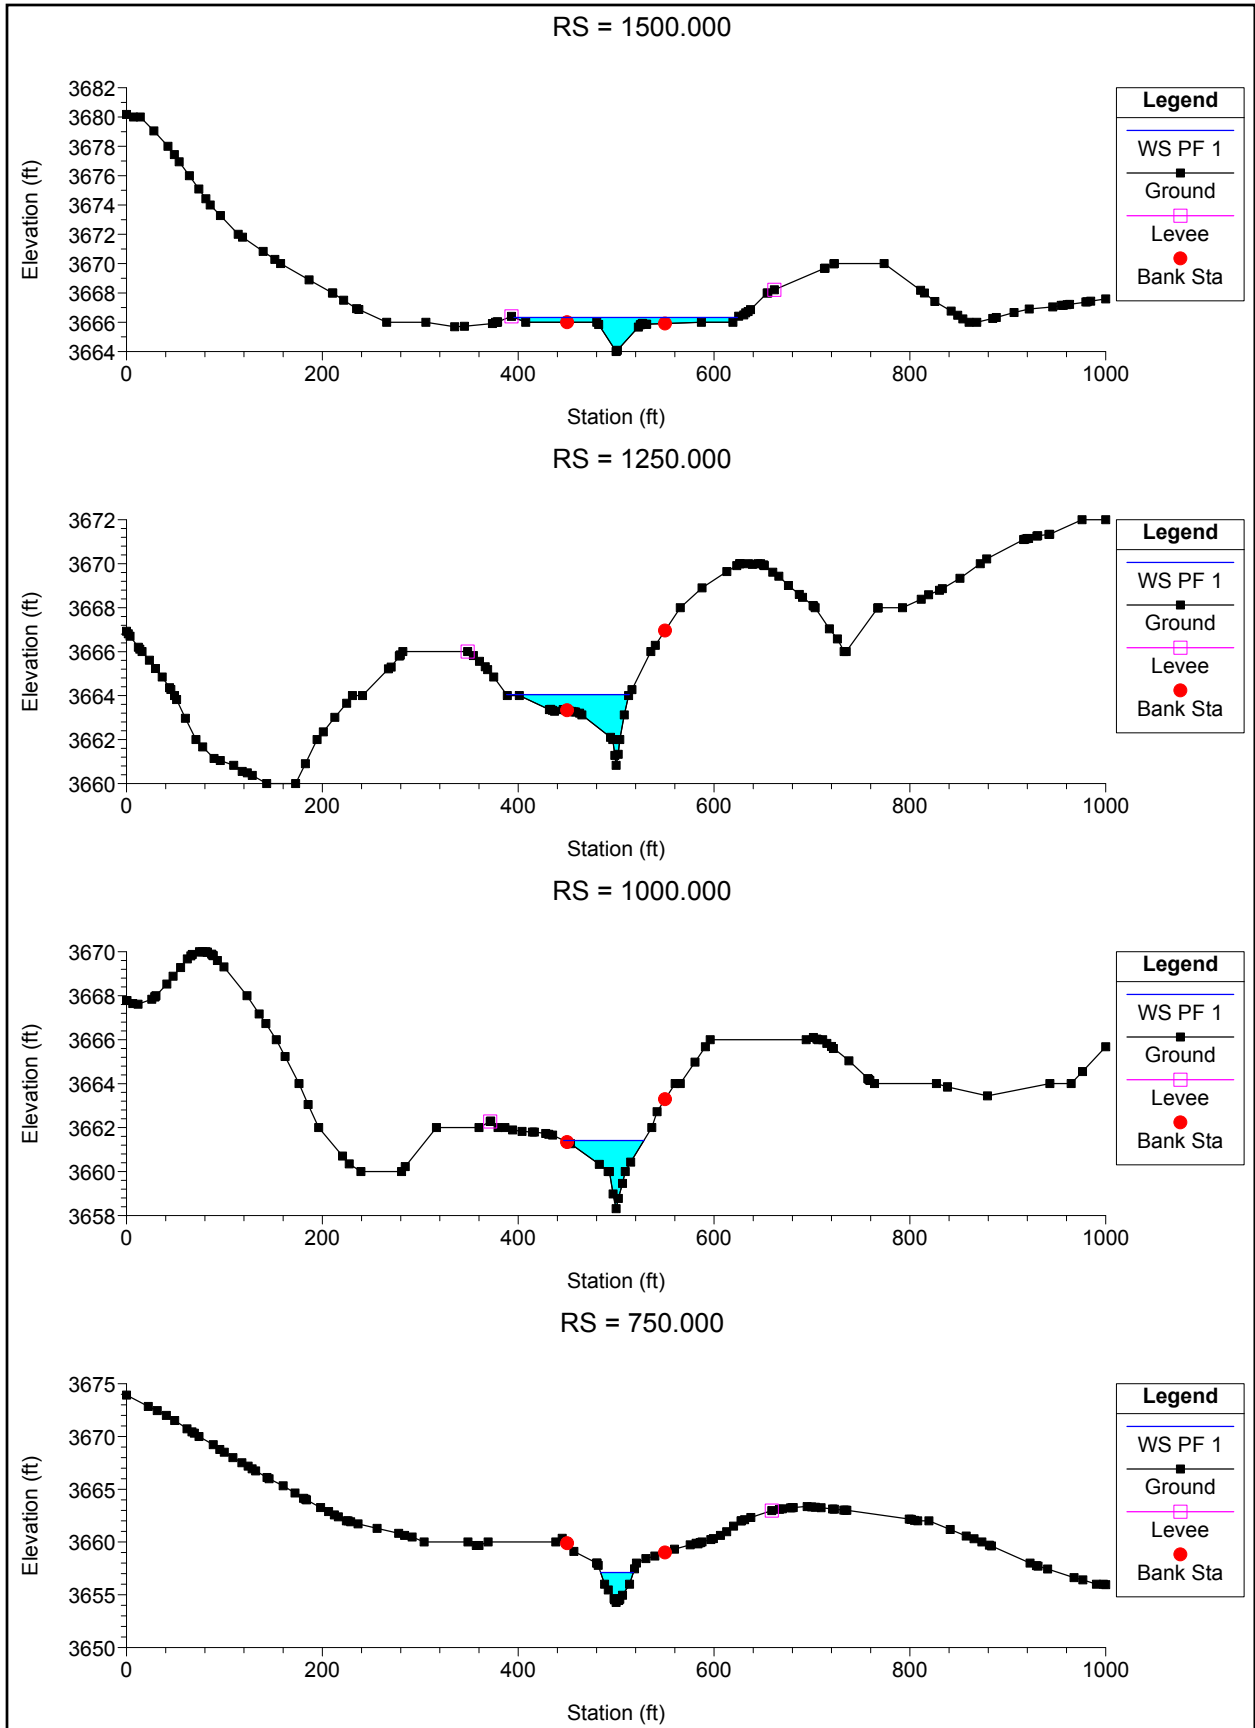 RS = 1500.000
3682
3680
3678
3676
3674
3672
3670
3668
3666
3664
Elevation (ft)
0 200 400 600 800 1000
Station (ft)
Legend
WS PF 1
Ground
Levee
Bank Sta
RS = 1250.000
3672
3670
3668
3666
3664
3662
3660
Elevation (ft)
0 200 400 600 800 1000
Station (ft)
Legend
WS PF 1
Ground
Levee
Bank Sta
RS = 1000.000
3670
3668
3666
3664
3662
3660
3658
Elevation (ft)
0 200 400 600 800 1000
Station (ft)
Legend
WS PF 1
Ground
Levee
Bank Sta
RS = 750.000
3675
3670
3665
3660
3655
3650
Elevation (ft)
0 200 400 600 800 1000
Station (ft)
Legend
WS PF 1
Ground
Levee
Bank Sta